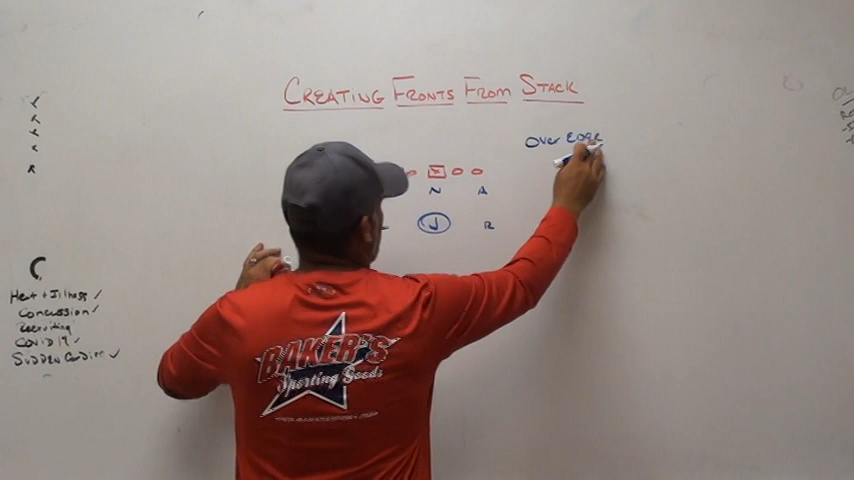 CREATING FRONTS FROM STACK
Over EDGE
N A
J R
R
C
Heat + Illness ✓
Concussion ✓
Recruiting
COVID 19 ✓
SUDDEN Cardiac ✓
BAKER'S
Sporting Goods